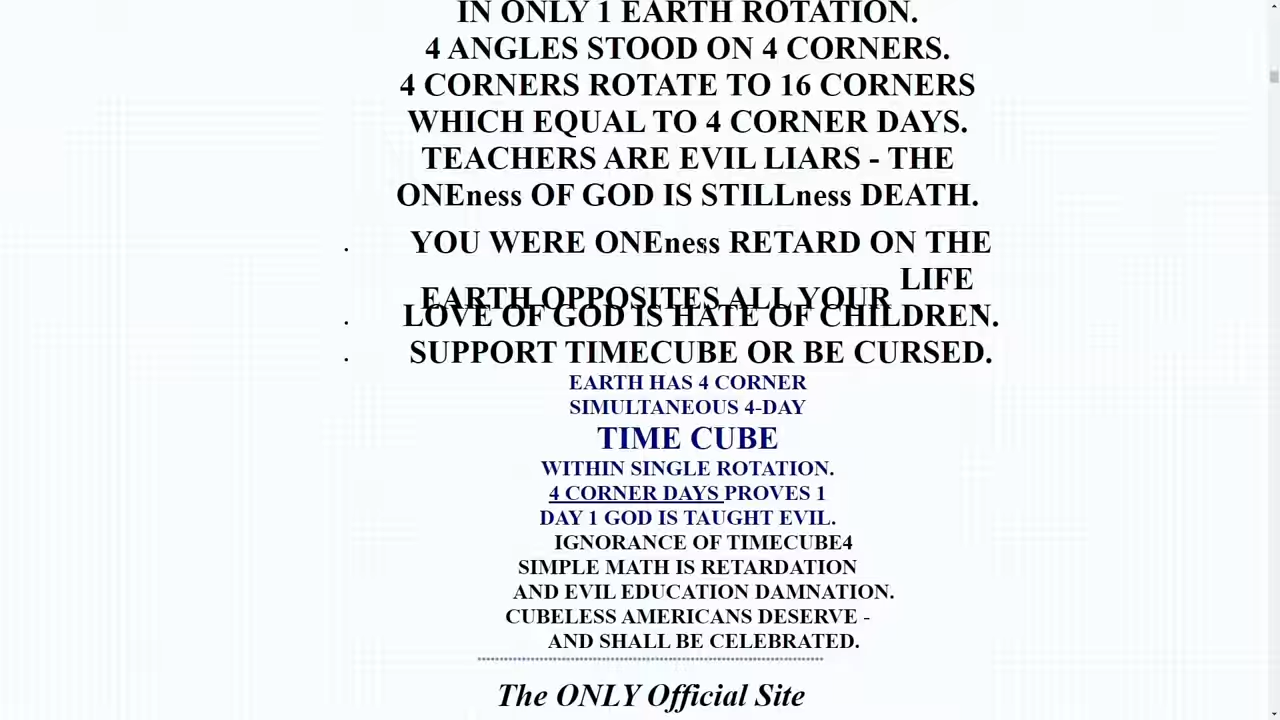 IN ONLY 1 EARTH ROTATION.
4 ANGLES STOOD ON 4 CORNERS.
4 CORNERS ROTATE TO 16 CORNERS
WHICH EQUAL TO 4 CORNER DAYS.
TEACHERS ARE EVIL LIARS - THE
ONEness OF GOD IS STILLness DEATH.
YOU WERE ONEness RETARD ON THE
LIFE
EARTH OPPOSITES ALL YOUR
LOVE OF GOD IS HATE OF CHILDREN.
SUPPORT TIMECUBE OR BE CURSED.
EARTH HAS 4 CORNER
SIMULTANEOUS 4-DAY
TIME CUBE
WITHIN SINGLE ROTATION.
4 CORNER DAYS PROVES 1
DAY 1 GOD IS TAUGHT EVIL.
IGNORANCE OF TIMECUBE4
SIMPLE MATH IS RETARDATION
AND EVIL EDUCATION DAMNATION.
CUBELESS AMERICANS DESERVE -
AND SHALL BE CELEBRATED.
The ONLY Official Site